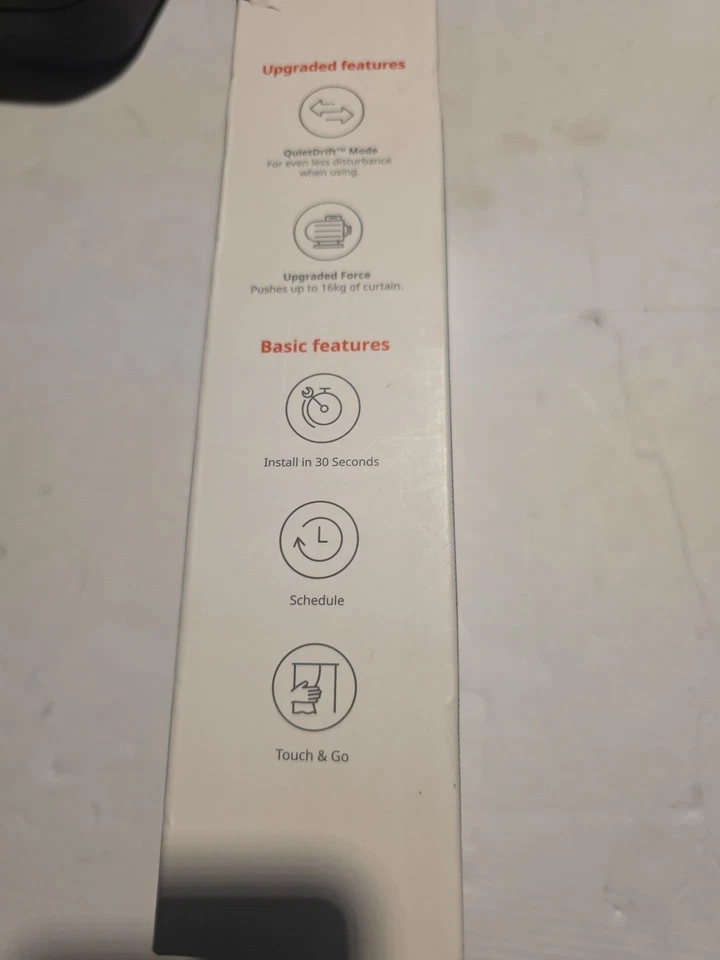 Upgraded features
QuietDrift™ Mode
For even less disturbance
when using.
Upgraded Force
Pushes up to 16kg of curtain.
Basic features
Install in 30 Seconds
Schedule
Touch & Go